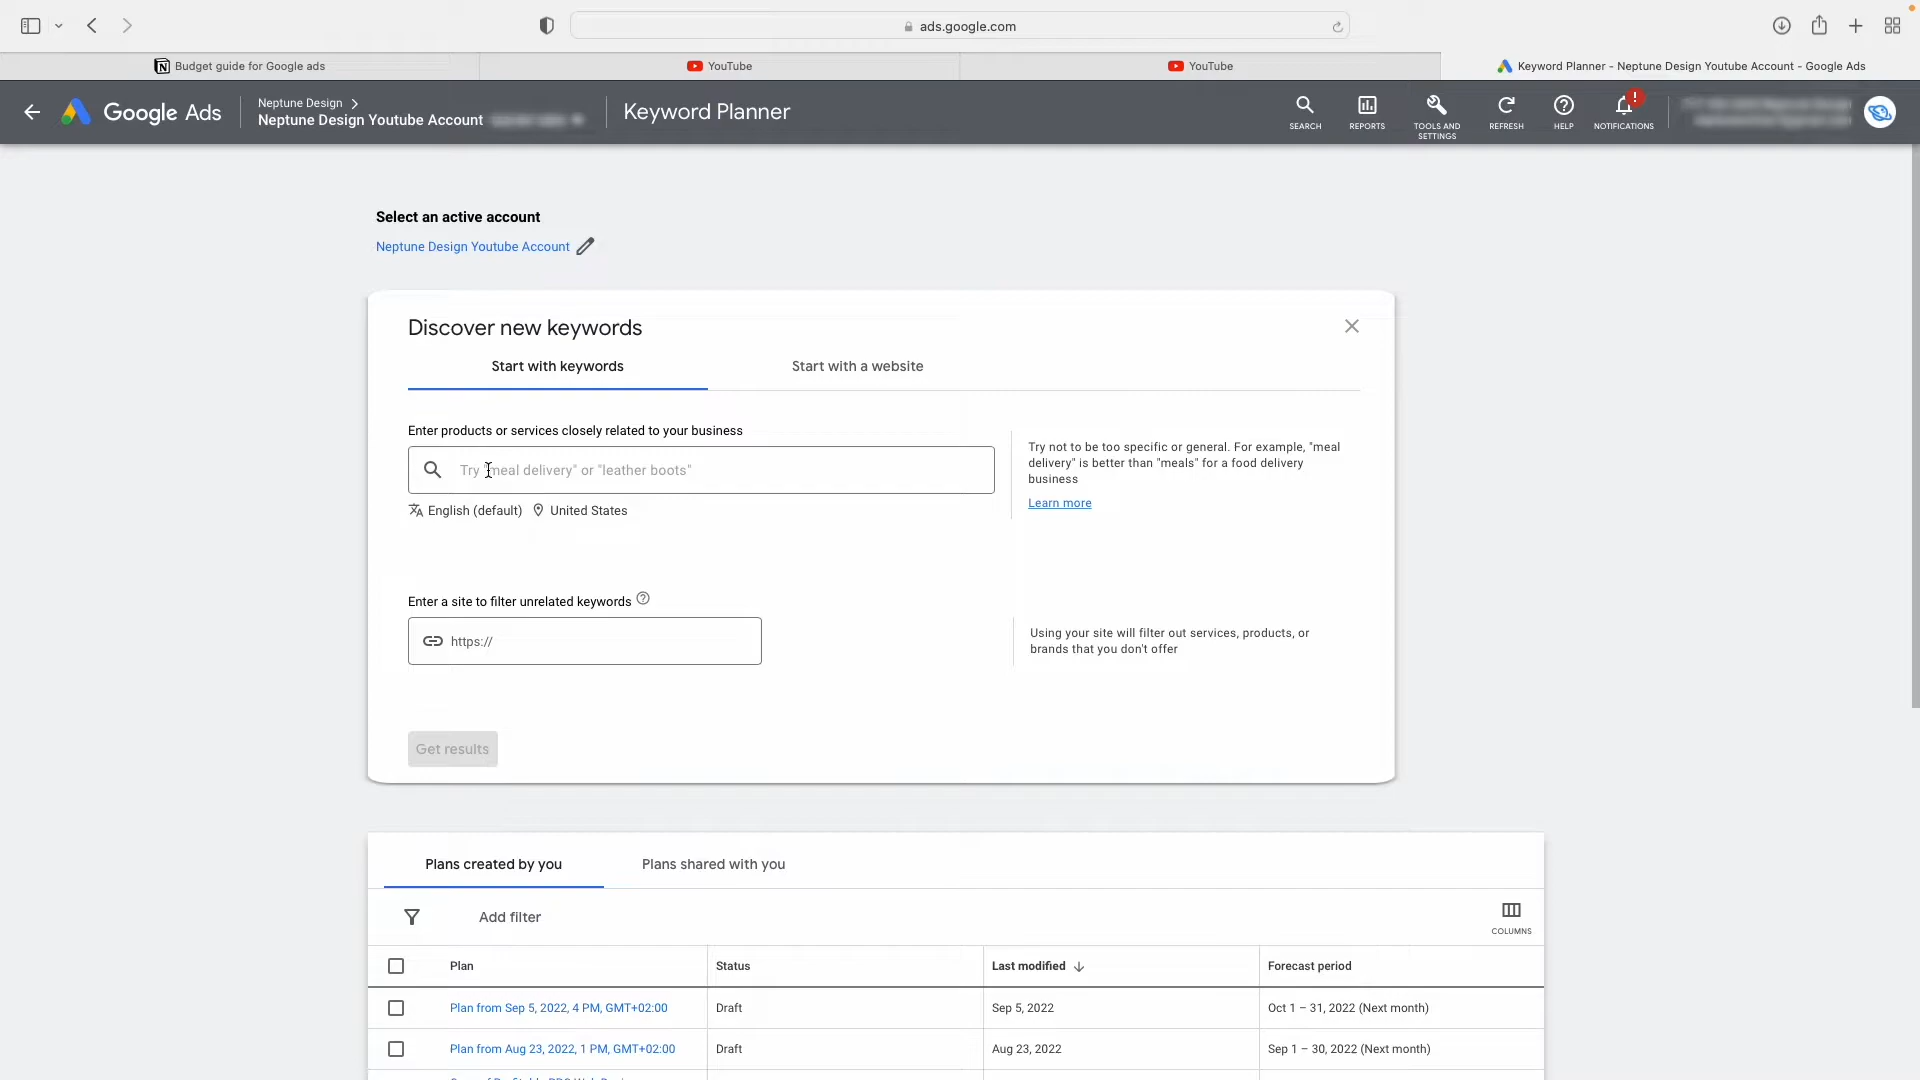 ads.google.com
Budget guide for Google ads
YouTube
YouTube
Keyword Planner - Neptune Design Youtube Account - Google Ads
Google Ads
Neptune Design
Neptune Design Youtube Account
Keyword Planner
SEARCH
REPORTS
TOOLS AND
SETTINGS
REFRESH
HELP
!
NOTIFICATIONS
Select an active account
Neptune Design Youtube Account
Discover new keywords
Start with keywords
Start with a website
Enter products or services closely related to your business
Try "meal delivery" or "leather boots"
English (default)
United States
Try not to be too specific or general. For example, "meal
delivery" is better than "meals" for a food delivery
business
Learn more
Enter a site to filter unrelated keywords
https://
Using your site will filter out services, products, or
brands that you don't offer
Get results
Plans created by you
Plans shared with you
Add filter
COLUMNS
Plan
Status
Last modified
Forecast period
Plan from Sep 5, 2022, 4 PM, GMT+02:00
Draft
Sep 5, 2022
Oct 1 – 31, 2022 (Next month)
Plan from Aug 23, 2022, 1 PM, GMT+02:00
Draft
Aug 23, 2022
Sep 1 – 30, 2022 (Next month)